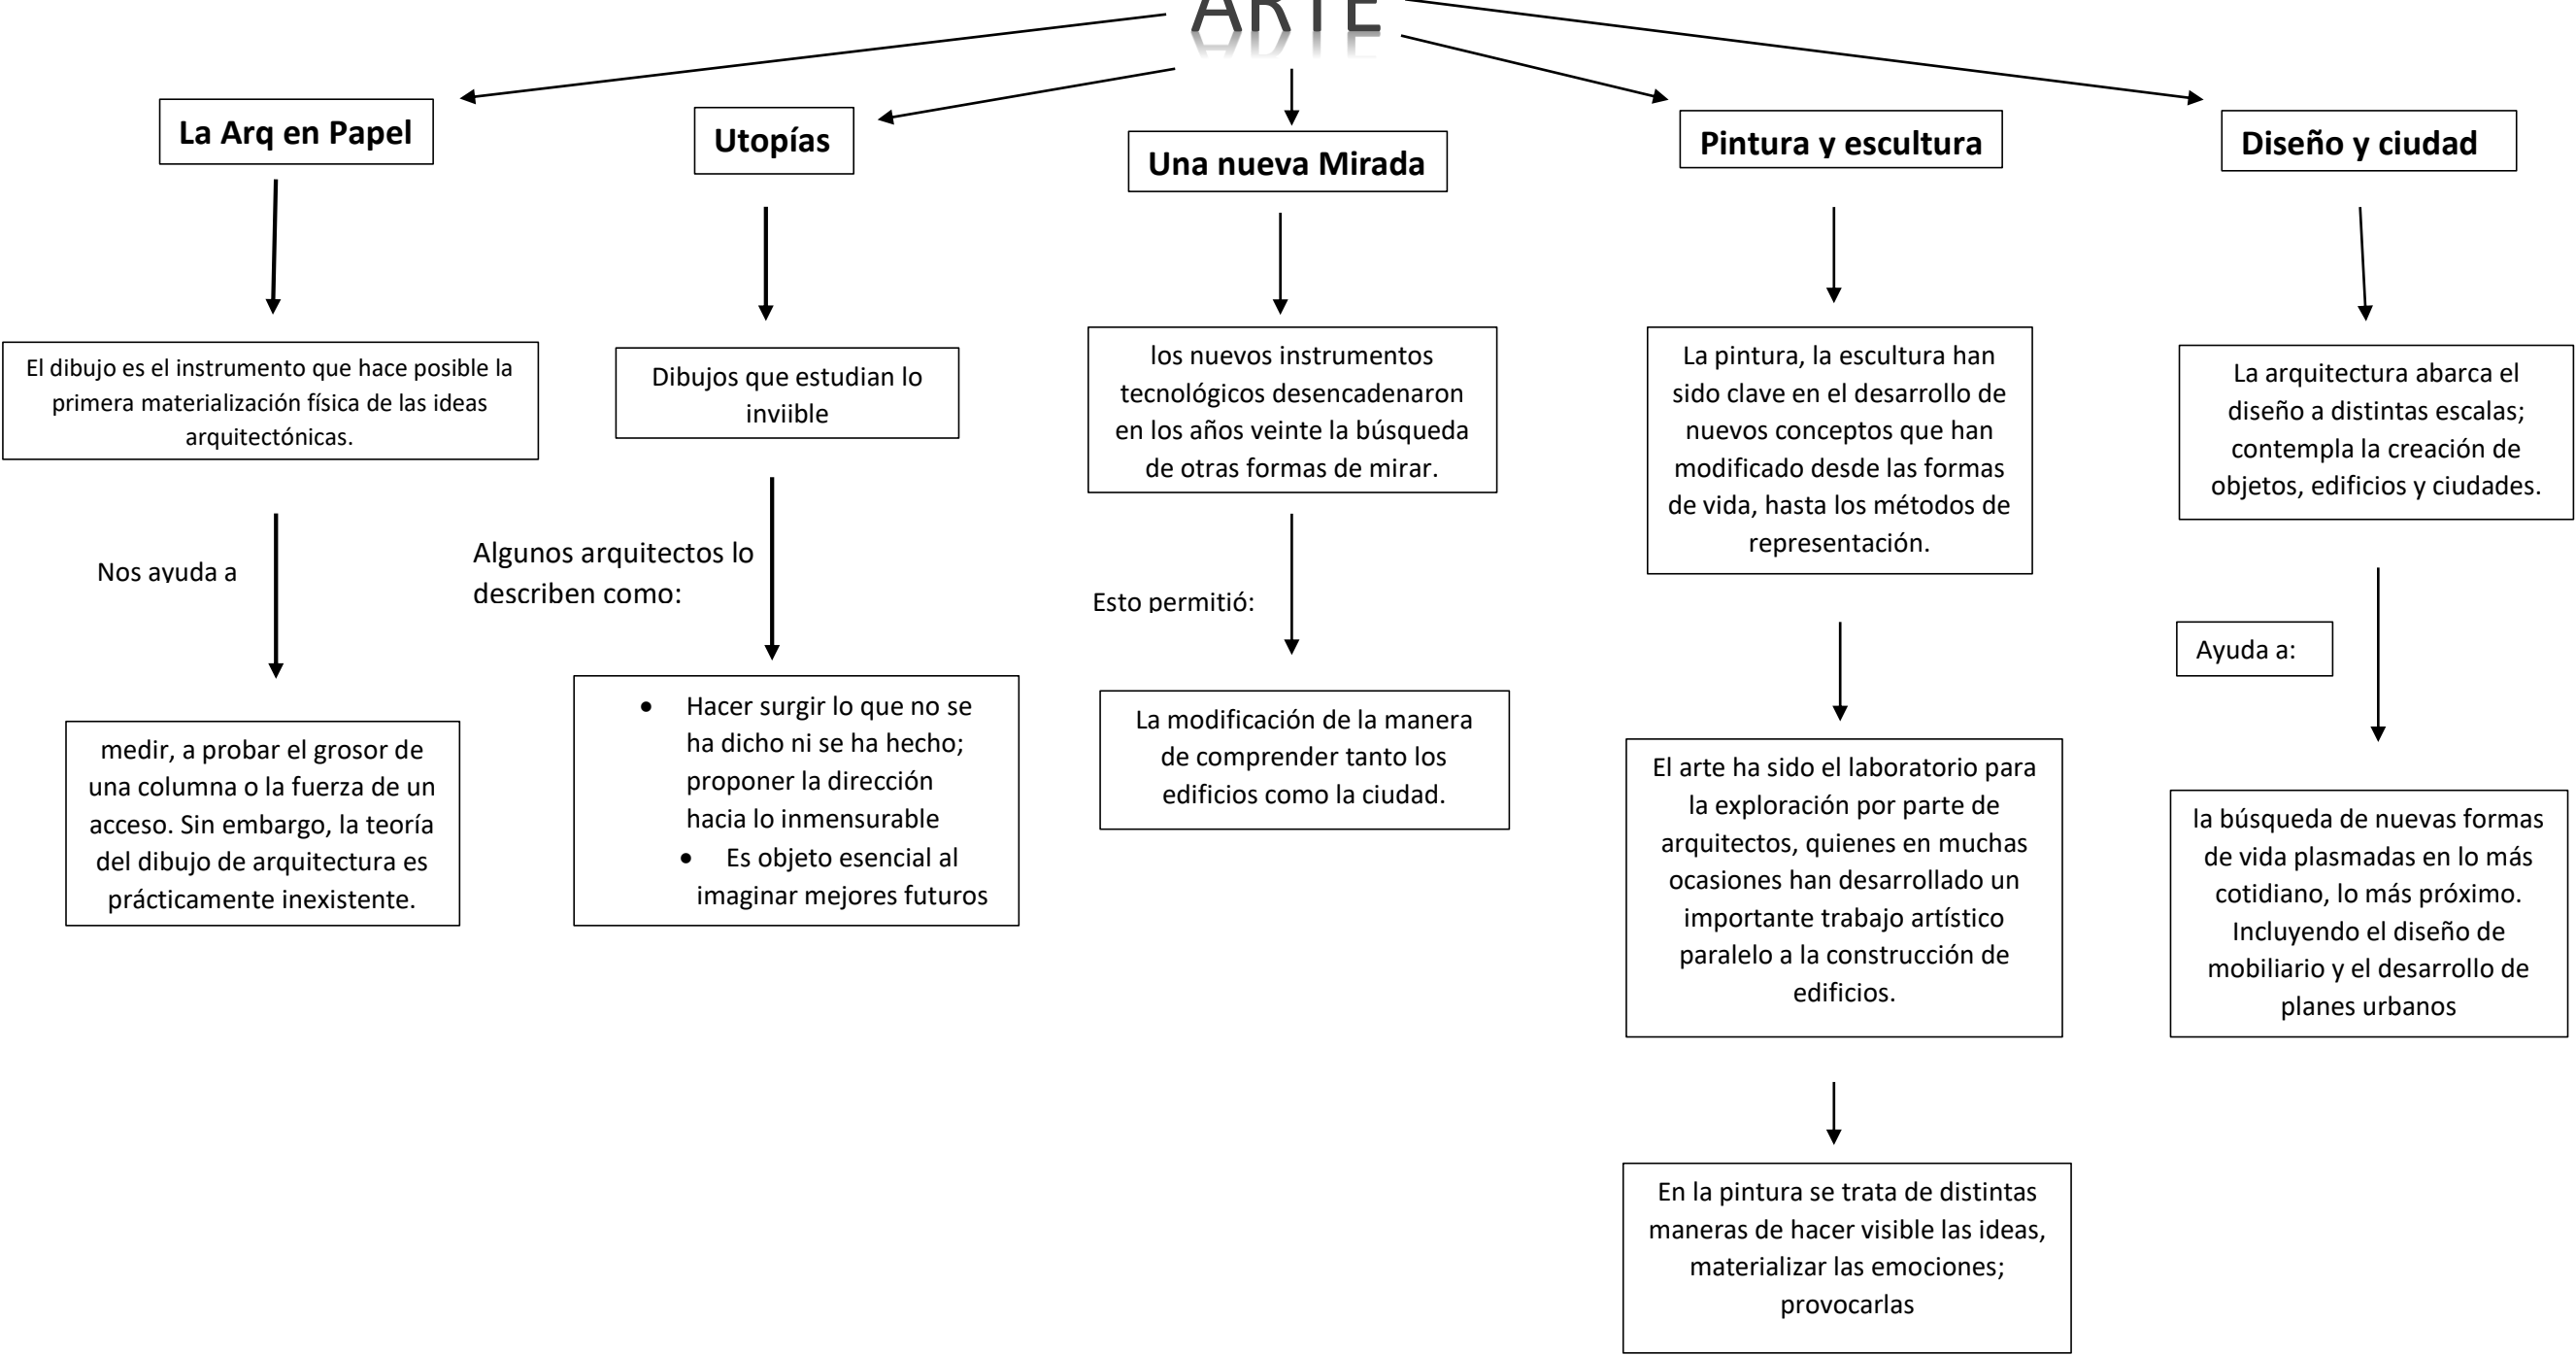 ARTE
La Arq en Papel
El dibujo es el instrumento que hace posible la
primera materialización física de las ideas
arquitectónicas.
Nos ayuda a
medir, a probar el grosor de
una columna o la fuerza de un
acceso. Sin embargo, la teoría
del dibujo de arquitectura es
prácticamente inexistente.
Utopías
Dibujos que estudian lo
inviible
Algunos arquitectos lo
describen como:
• Hacer surgir lo que no se
ha dicho ni se ha hecho;
proponer la dirección
hacia lo inmensurable
• Es objeto esencial al
imaginar mejores futuros
Una nueva Mirada
los nuevos instrumentos
tecnológicos desencadenaron
en los años veinte la búsqueda
de otras formas de mirar.
Esto permitió:
La modificación de la manera
de comprender tanto los
edificios como la ciudad.
Pintura y escultura
La pintura, la escultura han
sido clave en el desarrollo de
nuevos conceptos que han
modificado desde las formas
de vida, hasta los métodos de
representación.
El arte ha sido el laboratorio para
la exploración por parte de
arquitectos, quienes en muchas
ocasiones han desarrollado un
importante trabajo artístico
paralelo a la construcción de
edificios.
En la pintura se trata de distintas
maneras de hacer visible las ideas,
materializar las emociones;
provocarlas
Diseño y ciudad
La arquitectura abarca el
diseño a distintas escalas;
contempla la creación de
objetos, edificios y ciudades.
Ayuda a:
la búsqueda de nuevas formas
de vida plasmadas en lo más
cotidiano, lo más próximo.
Incluyendo el diseño de
mobiliario y el desarrollo de
planes urbanos